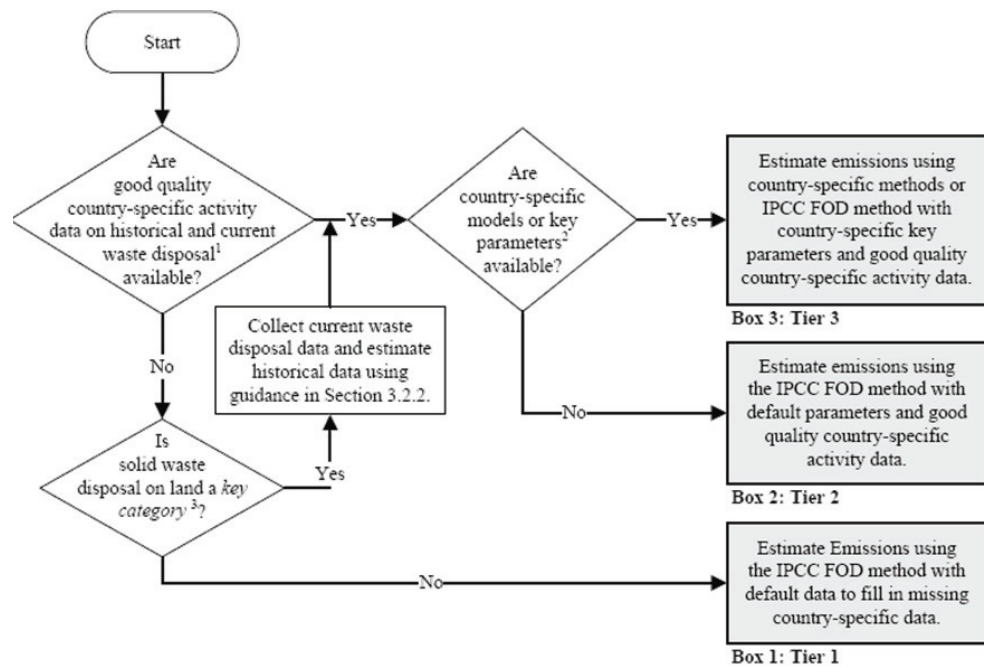 Start
Are
good quality
country-specific activity
data on historical and current
waste disposal1
available?
Yes
Are
country-specific
models or key
parameters2
available?
Yes
Estimate emissions using
country-specific methods or
IPCC FOD method with
country-specific key
parameters and good quality
country-specific activity data.
Box 3: Tier 3
No
Collect current waste
disposal data and estimate
historical data using
guidance in Section 3.2.2.
No
Estimate emissions using
the IPCC FOD method with
default parameters and good
quality country-specific
activity data.
Box 2: Tier 2
Is
solid waste
disposal on land a key
category 3?
Yes
No
Estimate Emissions using
the IPCC FOD method with
default data to fill in missing
country-specific data.
Box 1: Tier 1